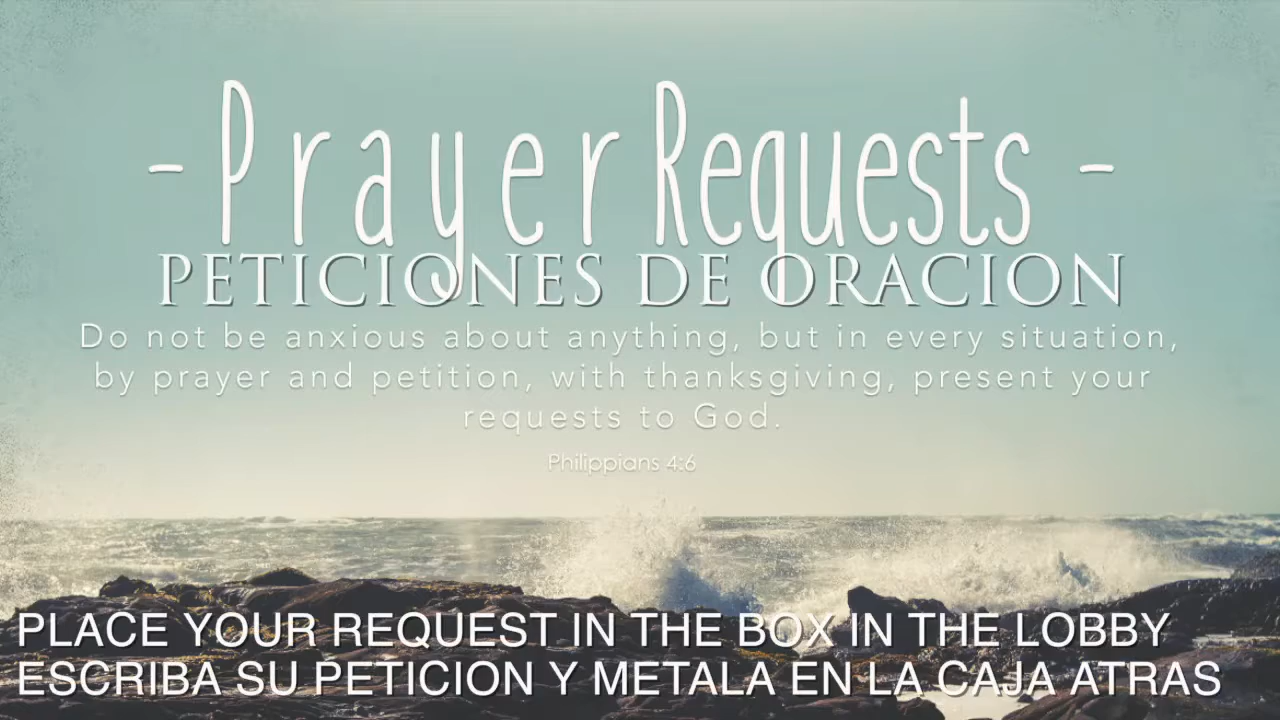 - Prayer Requests -
PETICIONES DE ORACION
Do not be anxious about anything, but in every situation,
by prayer and petition, with thanksgiving, present your
requests to God.
Philippians 4:6
PLACE YOUR REQUEST IN THE BOX IN THE LOBBY
ESCRIBA SU PETICION Y METALA EN LA CAJA ATRAS